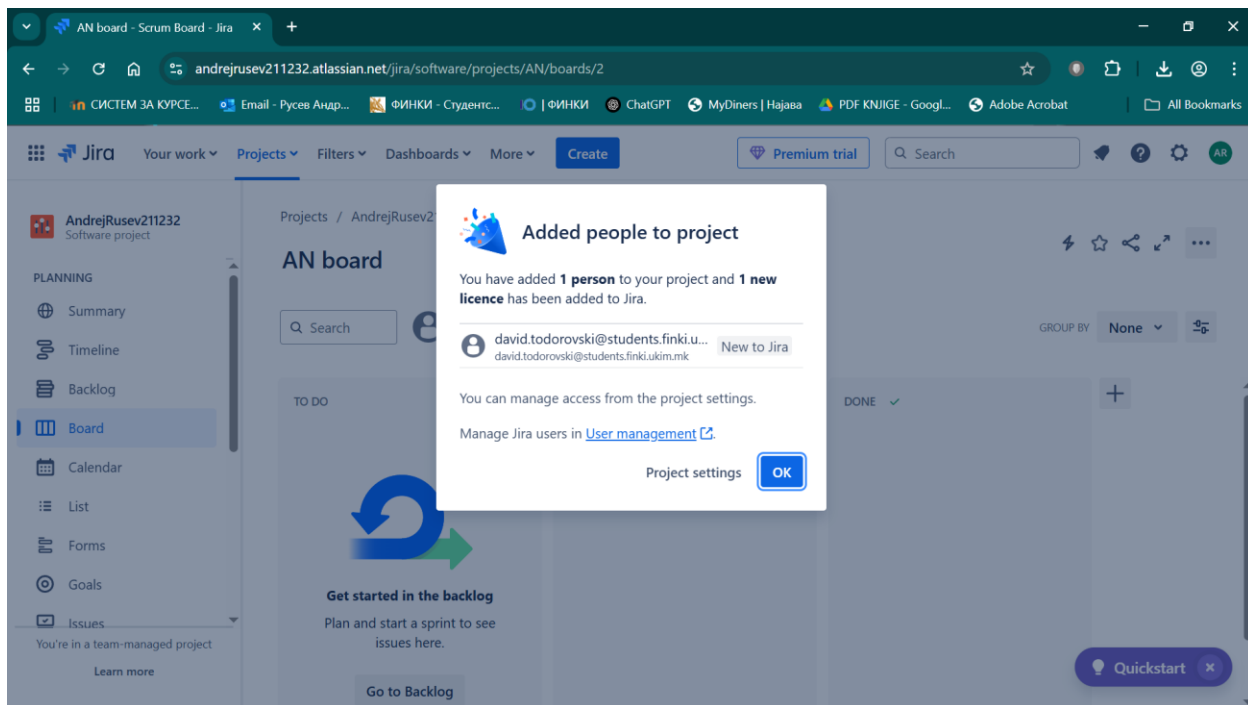 AN board - Scrum Board - Jira
andrejrusev211232.atlassian.net/jira/software/projects/AN/boards/2
СИСТЕМ ЗА КУРСЕ...
Email - Русев Андр...
ФИНКИ - Студентс...
| ФИНКИ
ChatGPT
MyDiners | Најава
PDF KNJIGE - Googl...
Adobe Acrobat
All Bookmarks
Jira
Your work
Projects
Filters
Dashboards
More
Create
Premium trial
Search
AR
AndrejRusev211232
Software project
PLANNING
Summary
Timeline
Backlog
Board
Calendar
List
Forms
Goals
Issues
You're in a team-managed project
Learn more
Projects / AndrejRusev2
AN board
Search
GROUP BY None
TO DO
DONE
Get started in the backlog
Plan and start a sprint to see
issues here.
Go to Backlog
Added people to project
You have added 1 person to your project and 1 new
licence has been added to Jira.
david.todorovski@students.finki.u...
david.todorovski@students.finki.ukim.mk
New to Jira
You can manage access from the project settings.
Manage Jira users in User management.
Project settings
OK
Quickstart